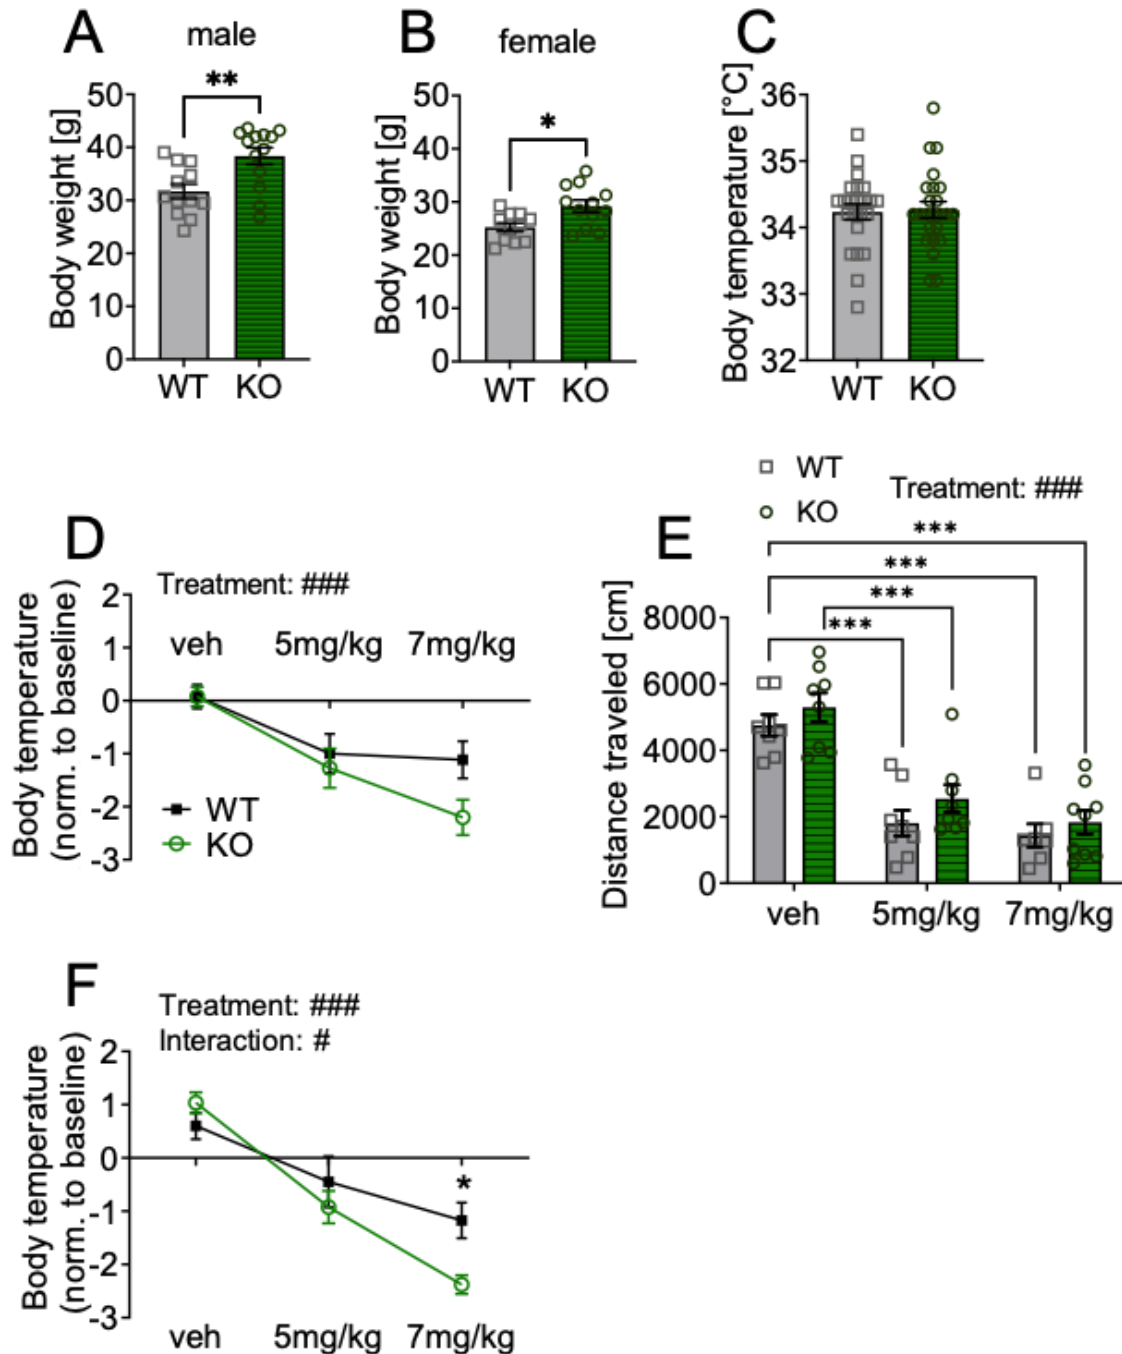 A
male
**
Body weight [g]
50
40
30
20
10
0
WT KO
B
female
*
Body weight [g]
50
40
30
20
10
0
WT KO
C
Body temperature [°C]
36
35
34
33
32
WT KO
D
Treatment: ###
Body temperature
(norm. to baseline)
2
1
0
-1
-2
-3
veh 5mg/kg 7mg/kg
WT
KO
E
WT
KO
Treatment: ###
***
***
***
***
Distance traveled [cm]
8000
6000
4000
2000
0
veh 5mg/kg 7mg/kg
F
Treatment: ###
Interaction: #
Body temperature
(norm. to baseline)
2
1
0
-1
-2
-3
*
veh 5mg/kg 7mg/kg